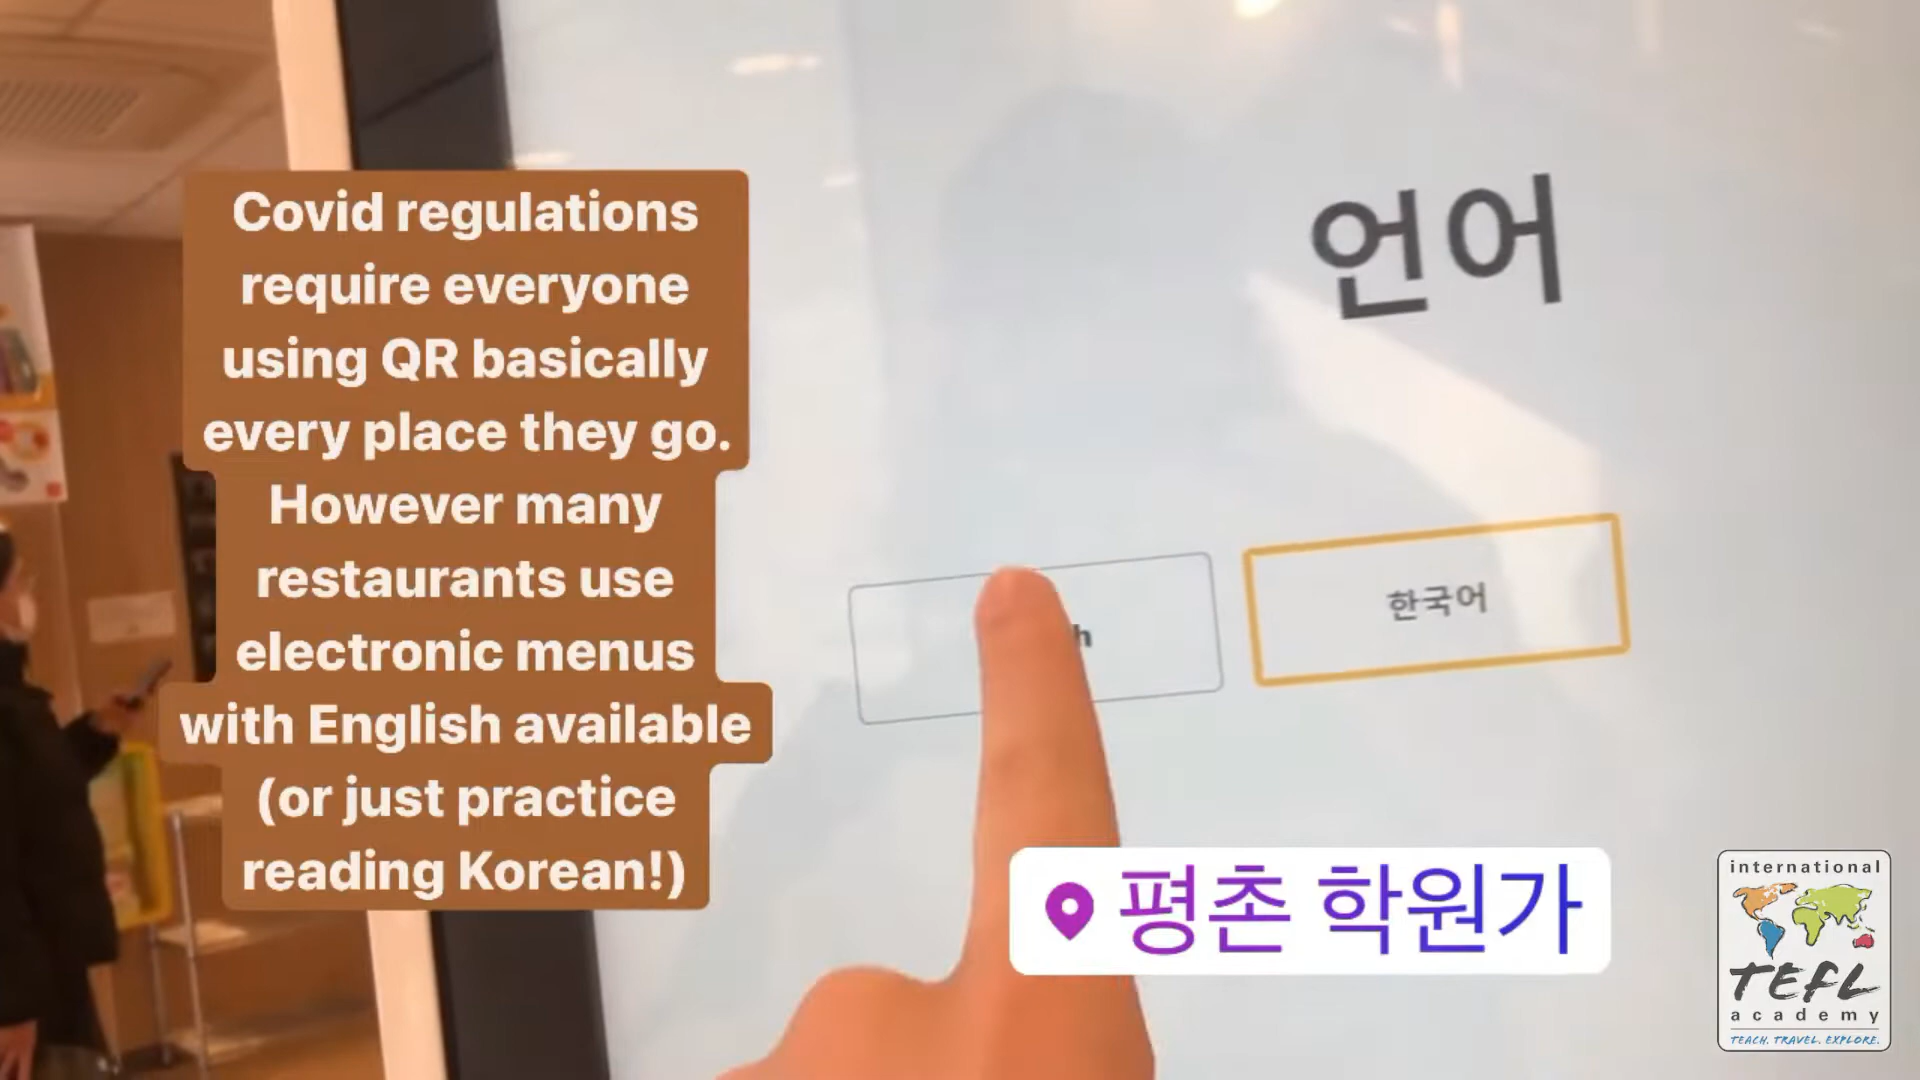 Covid regulations
require everyone
using QR basically
every place they go.
However many
restaurants use
electronic menus
with English available
(or just practice
reading Korean!)
언어
한국어
평촌 학원가
international
TEFL
academy
TEACH. TRAVEL. EXPLORE.